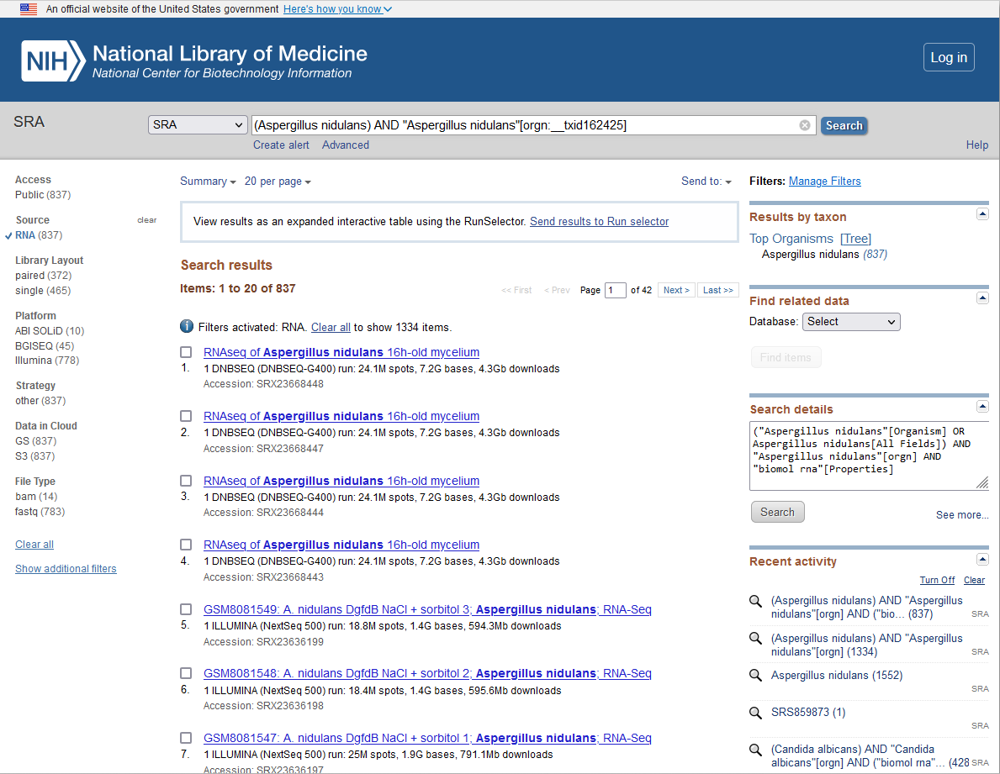 An official website of the United States government Here's how you know
NIH National Library of Medicine
National Center for Biotechnology Information
Log in
SRA
SRA
(Aspergillus nidulans) AND "Aspergillus nidulans"[orgn:__txid162425]
Search
Create alert Advanced
Help
Access
Public (837)
Source clear
RNA (837)
Library Layout
paired (372)
single (465)
Platform
ABI SOLiD (10)
BGISEQ (45)
Illumina (778)
Strategy
other (837)
Data in Cloud
GS (837)
S3 (837)
File Type
bam (14)
fastq (783)
Clear all
Show additional filters
Summary 20 per page Send to:
View results as an expanded interactive table using the RunSelector. Send results to Run selector
Search results
Items: 1 to 20 of 837
<< First < Prev Page 1 of 42 Next > Last >>
Filters activated: RNA. Clear all to show 1334 items.
RNAseq of Aspergillus nidulans 16h-old mycelium
1. 1 DNBSEQ (DNBSEQ-G400) run: 24.1M spots, 7.2G bases, 4.3Gb downloads
Accession: SRX23668448
RNAseq of Aspergillus nidulans 16h-old mycelium
2. 1 DNBSEQ (DNBSEQ-G400) run: 24.1M spots, 7.2G bases, 4.3Gb downloads
Accession: SRX23668447
RNAseq of Aspergillus nidulans 16h-old mycelium
3. 1 DNBSEQ (DNBSEQ-G400) run: 24.1M spots, 7.2G bases, 4.3Gb downloads
Accession: SRX23668444
RNAseq of Aspergillus nidulans 16h-old mycelium
4. 1 DNBSEQ (DNBSEQ-G400) run: 24.1M spots, 7.2G bases, 4.3Gb downloads
Accession: SRX23668443
GSM8081549: A. nidulans DgfdB NaCl + sorbitol 3; Aspergillus nidulans; RNA-Seq
5. 1 ILLUMINA (NextSeq 500) run: 18.8M spots, 1.4G bases, 594.3Mb downloads
Accession: SRX23636199
GSM8081548: A. nidulans DgfdB NaCl + sorbitol 2; Aspergillus nidulans; RNA-Seq
6. 1 ILLUMINA (NextSeq 500) run: 18.4M spots, 1.4G bases, 595.6Mb downloads
Accession: SRX23636198
GSM8081547: A. nidulans DgfdB NaCl + sorbitol 1; Aspergillus nidulans; RNA-Seq
7. 1 ILLUMINA (NextSeq 500) run: 25M spots, 1.9G bases, 791.1Mb downloads
Accession: SRX23636197
Filters: Manage Filters
Results by taxon
Top Organisms [Tree]
Aspergillus nidulans (837)
Find related data
Database: Select
Find items
Search details
("Aspergillus nidulans"[Organism] OR
Aspergillus nidulans[All Fields]) AND
"Aspergillus nidulans"[orgn] AND
"biomol rna"[Properties]
Search
See more...
Recent activity
Turn Off Clear
(Aspergillus nidulans) AND "Aspergillus
nidulans"[orgn] AND ("bio... (837)
SRA
(Aspergillus nidulans) AND "Aspergillus
nidulans"[orgn] (1334)
SRA
Aspergillus nidulans (1552)
SRA
SRS859873 (1)
SRA
(Candida albicans) AND "Candida
albicans"[orgn] AND ("biomol rna"... (428 SRA